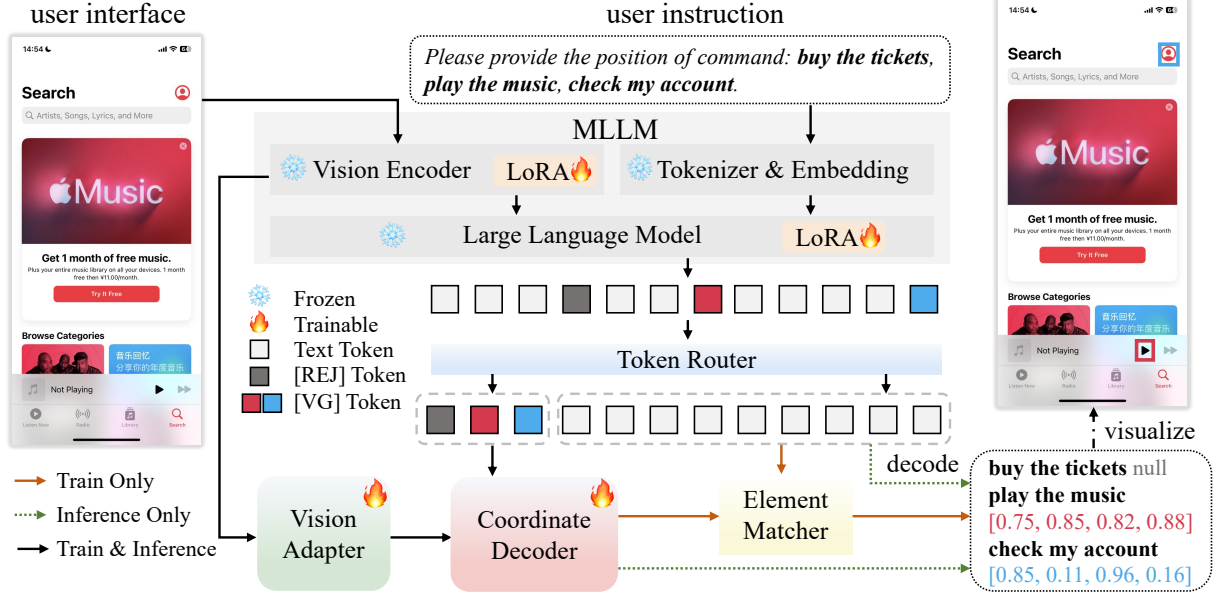 user interface
user instruction
14:54
Search
Artists, Songs, Lyrics, and More
Music
Get 1 month of free music.
Plus your entire music library on all your devices. 1 month
free then ¥11.00/month.
Try It Free
Browse Categories
音乐回忆
分享你的年度音乐
Not Playing
Listen Now
Radio
Library
Search
Please provide the position of command: buy the tickets,
play the music, check my account.
MLLM
Vision Encoder
LoRA
Tokenizer & Embedding
Large Language Model
LoRA
Frozen
Trainable
Text Token
[REJ] Token
[VG] Token
Token Router
Train Only
Inference Only
Train & Inference
Vision
Adapter
Coordinate
Decoder
Element
Matcher
decode
visualize
buy the tickets null
play the music
[0.75, 0.85, 0.82, 0.88]
check my account
[0.85, 0.11, 0.96, 0.16]
14:54
Search
Artists, Songs, Lyrics, and More
Music
Get 1 month of free music.
Plus your entire music library on all your devices. 1 month
free then ¥11.00/month.
Try It Free
Browse Categories
音乐回忆
分享你的年度音乐
Not Playing
Listen Now
Radio
Library
Search